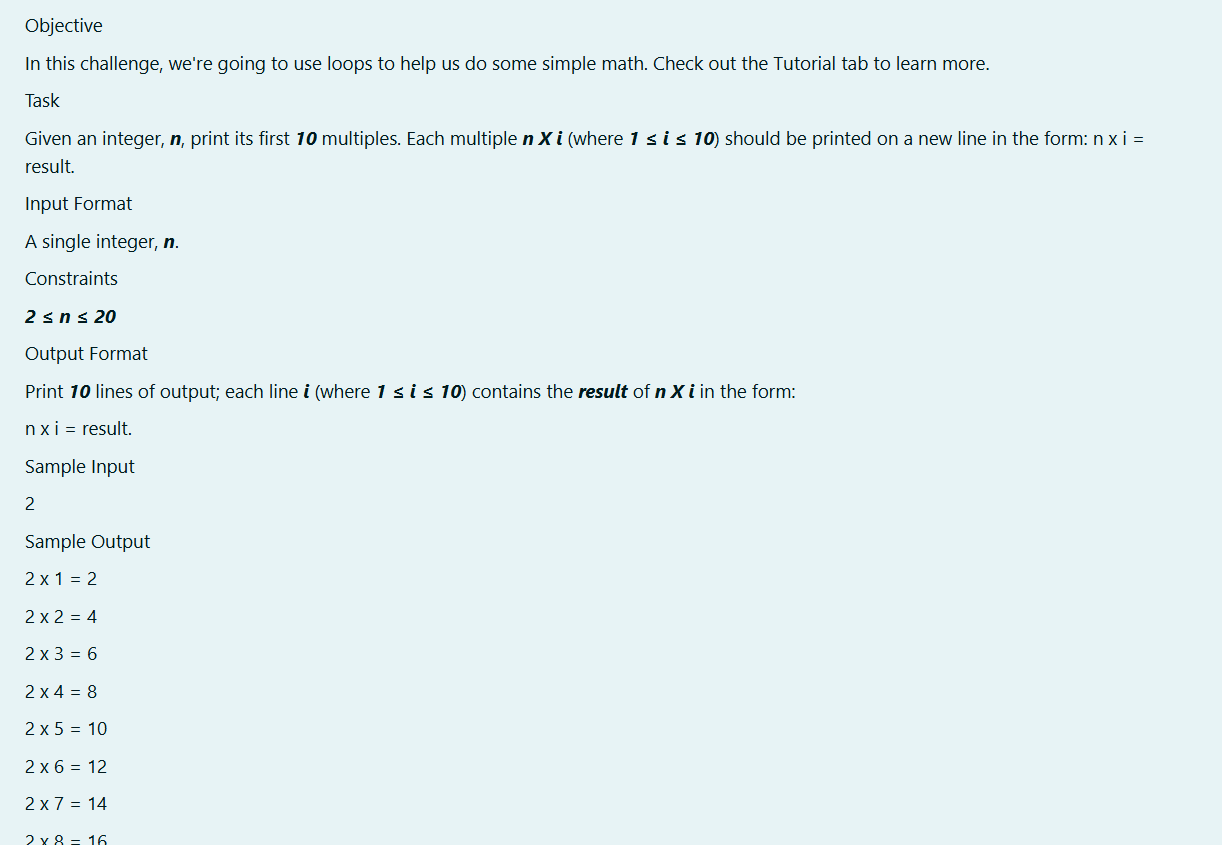 Objective
In this challenge, we're going to use loops to help us do some simple math. Check out the Tutorial tab to learn more.
Task
Given an integer, n, print its first 10 multiples. Each multiple n X i (where 1 ≤ i ≤ 10) should be printed on a new line in the form: n x i =
result.
Input Format
A single integer, n.
Constraints
2 ≤ n ≤ 20
Output Format
Print 10 lines of output; each line i (where 1 ≤ i ≤ 10) contains the result of n X i in the form:
n x i = result.
Sample Input
2
Sample Output
2 x 1 = 2
2 x 2 = 4
2 x 3 = 6
2 x 4 = 8
2 x 5 = 10
2 x 6 = 12
2 x 7 = 14
2 x 8 = 16